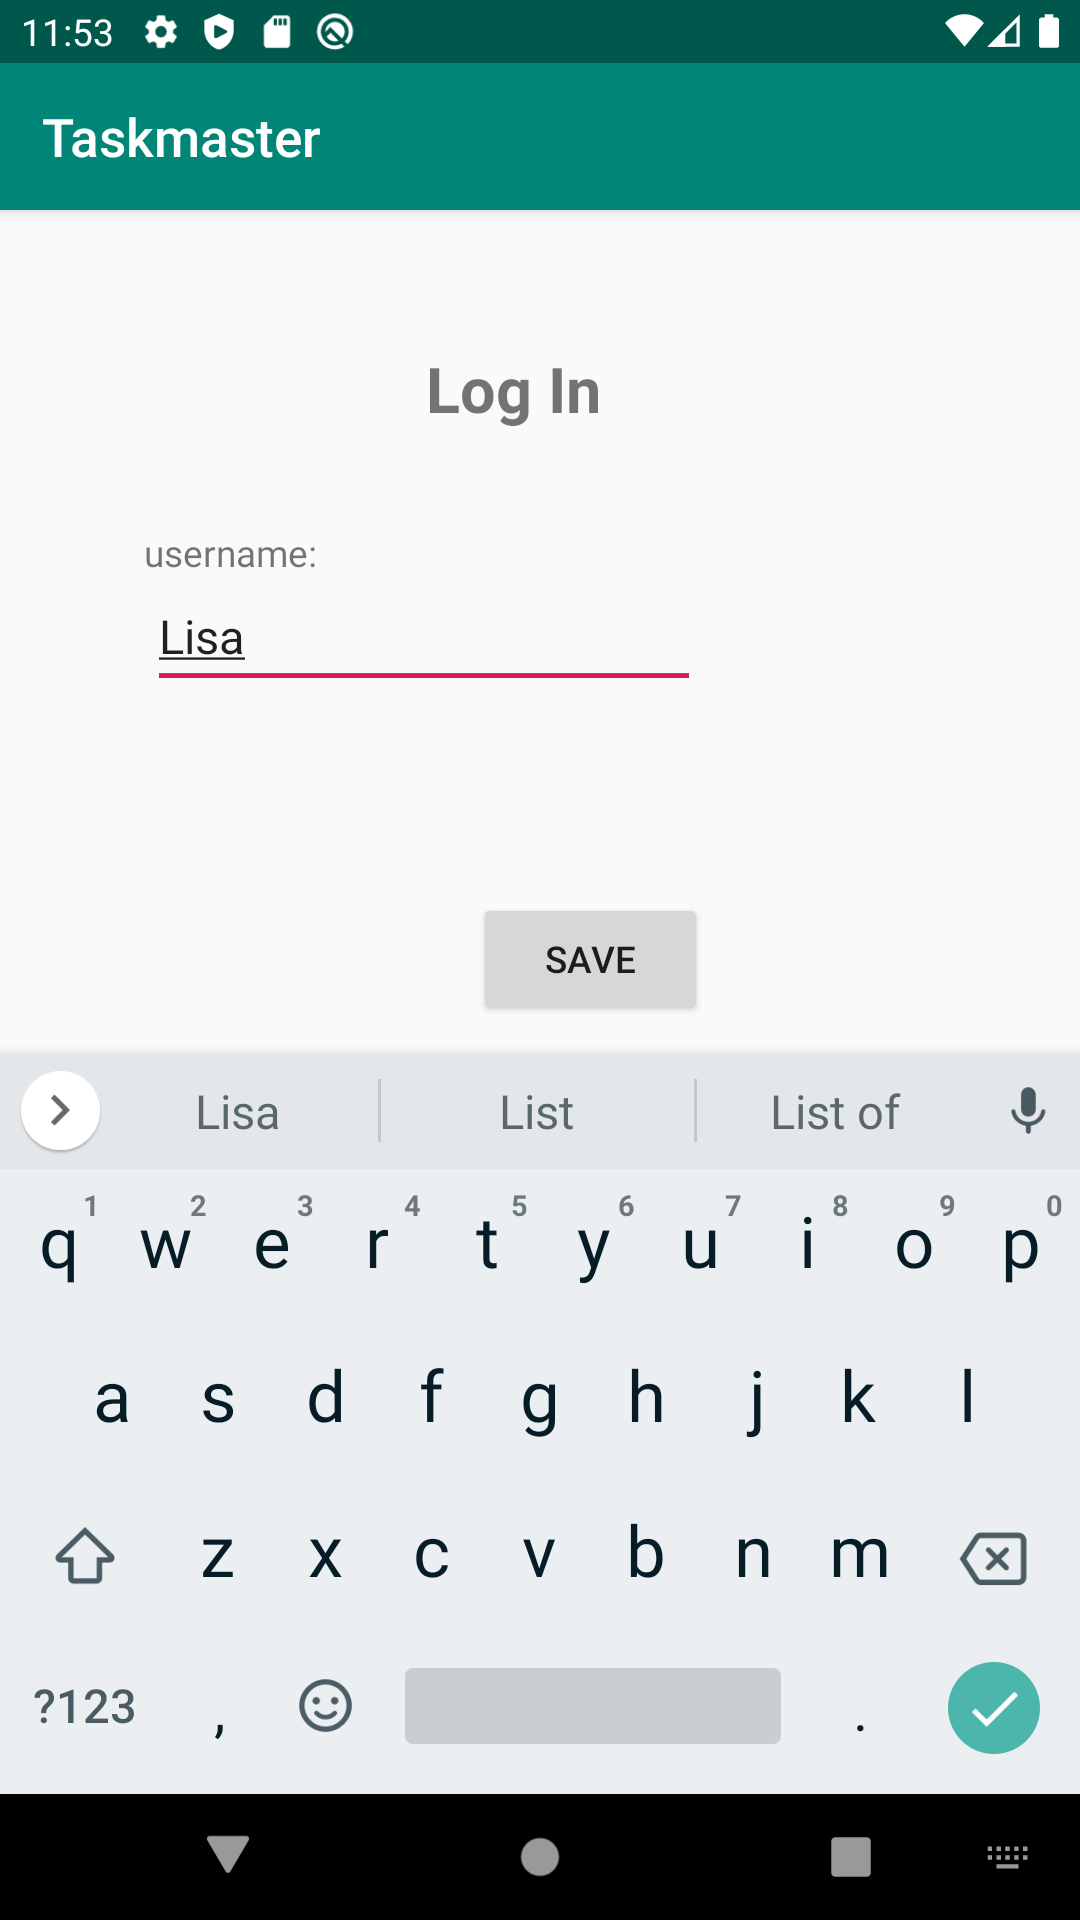 11:53
Taskmaster
Log In
username:
Lisa
SAVE
Lisa List List of
1 2 3 4 5 6 7 8 9 0
q w e r t y u i o p
a s d f g h j k l
z x c v b n m
?123 , .